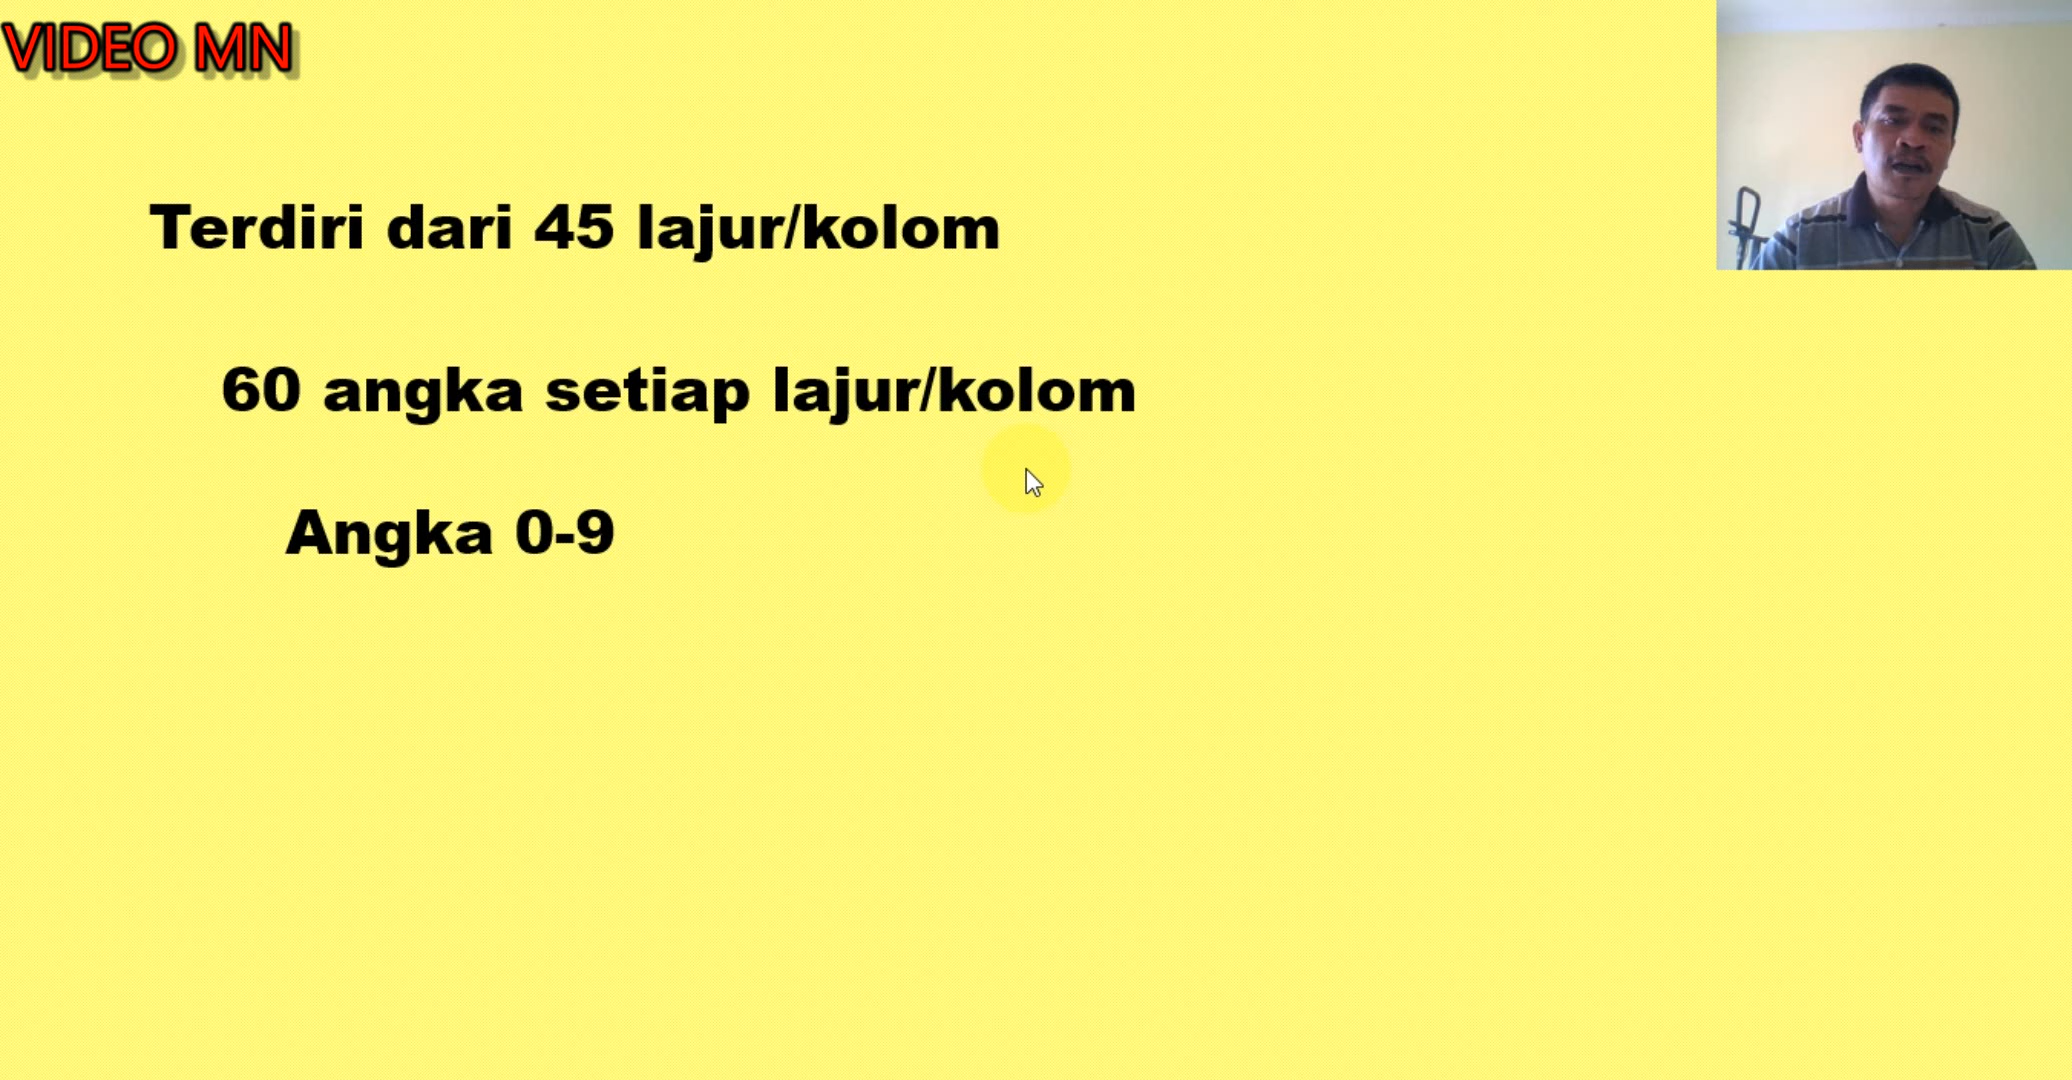 VIDEO MN
Terdiri dari 45 lajur/kolom
60 angka setiap lajur/kolom
Angka 0-9